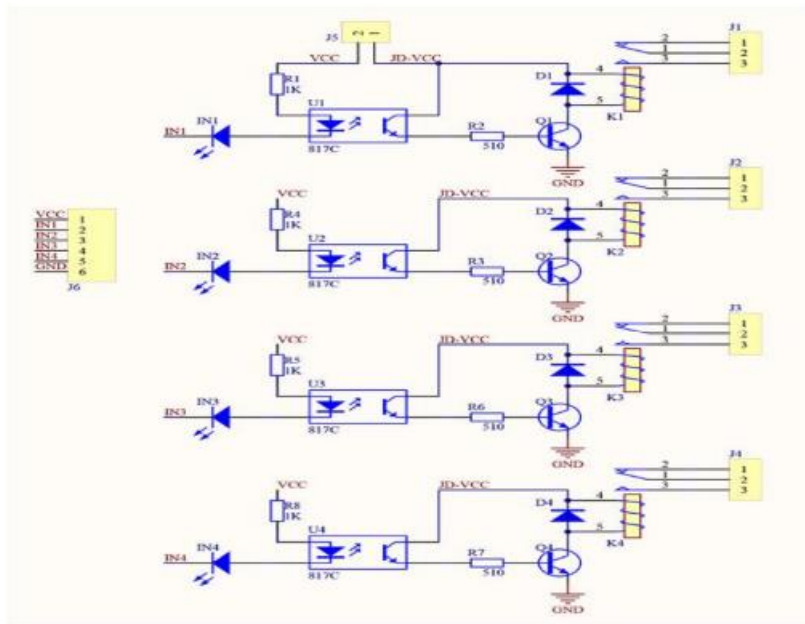 J5
2 1
J1
VCC JD-VCC
R1
1K
U1
817C
IN1
IN1
R2
510
D1
Q1
GND
4
5
K1
2
1
3
1
2
3
J2
VCC JD-VCC
R4
1K
U2
817C
IN2
IN2
R3
510
D2
Q2
GND
4
5
K2
2
1
3
1
2
3
VCC 1
IN1 2
IN2 3
IN3 4
IN4 5
GND 6
J6
J3
VCC JD-VCC
R5
1K
U3
817C
IN3
IN3
R6
510
D3
Q3
GND
4
5
K3
2
1
3
1
2
3
J4
VCC JD-VCC
R8
1K
U4
817C
IN4
IN4
R7
510
D4
Q4
GND
4
5
K4
2
1
3
1
2
3